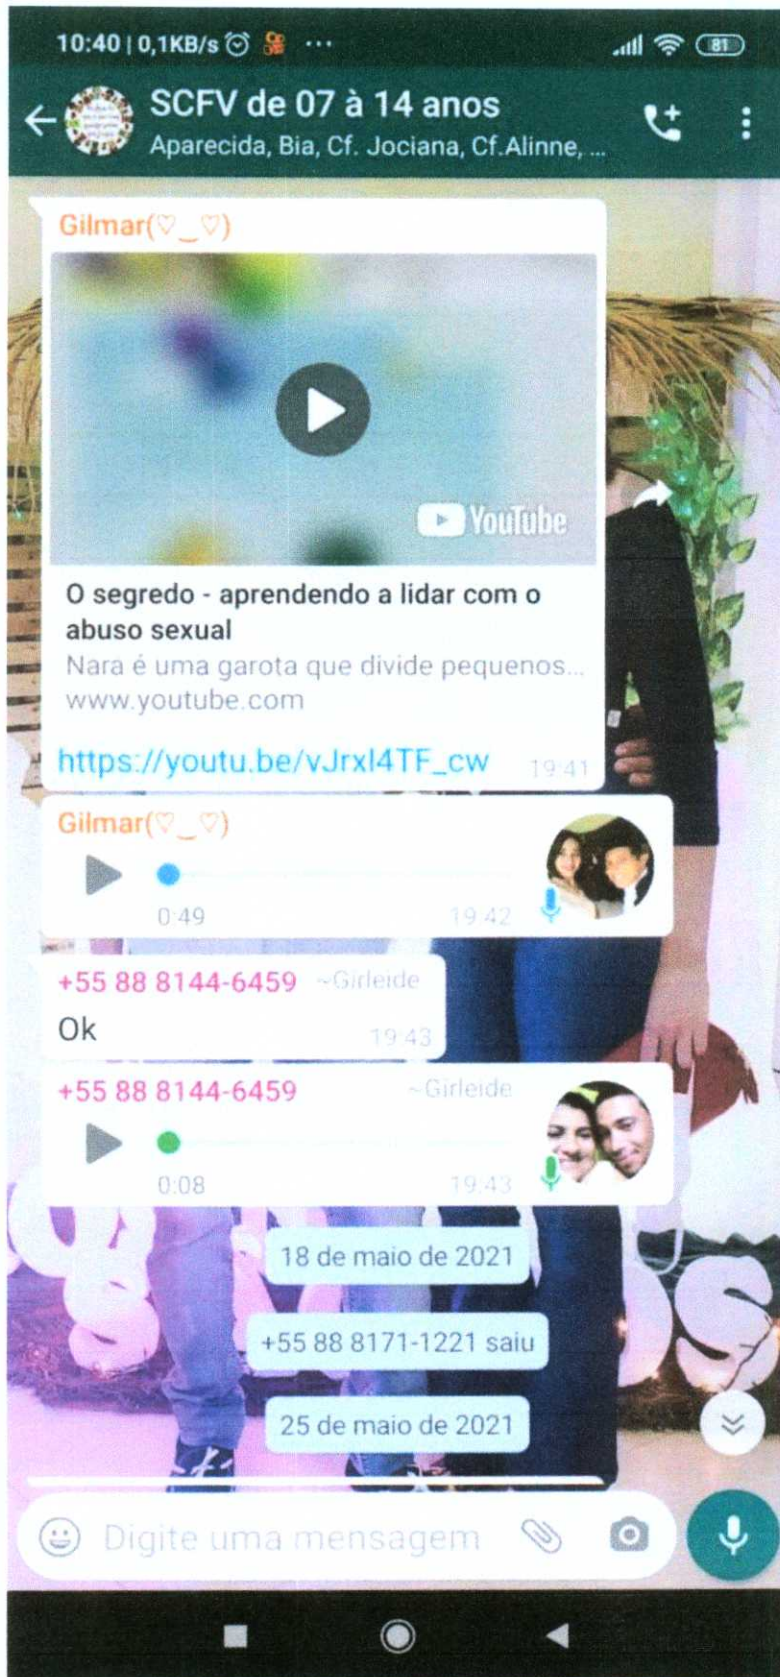 10:40 | 0,1KB/s
81
SCFV de 07 à 14 anos
Aparecida, Bia, Cf. Jociana, Cf.Alinne, ...
Gilmar(♡‿♡)
YouTube
O segredo - aprendendo a lidar com o
abuso sexual
Nara é uma garota que divide pequenos...
www.youtube.com
https://youtu.be/vJrxl4TF_cw 19:41
Gilmar(♡‿♡)
0:49 19:42
+55 88 8144-6459 ~Girleide
Ok 19:43
+55 88 8144-6459 ~Girleide
0:08 19:43
18 de maio de 2021
+55 88 8171-1221 saiu
25 de maio de 2021
Digite uma mensagem